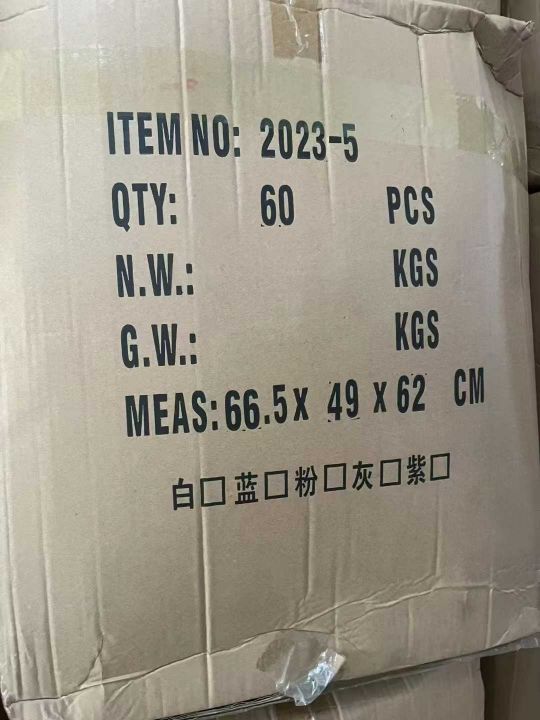 ITEM NO: 2023-5
QTY: 60 PCS
N.W.: KGS
G.W.: KGS
MEAS: 66.5 X 49 X 62 CM
白□ 蓝□ 粉□ 灰□ 紫□